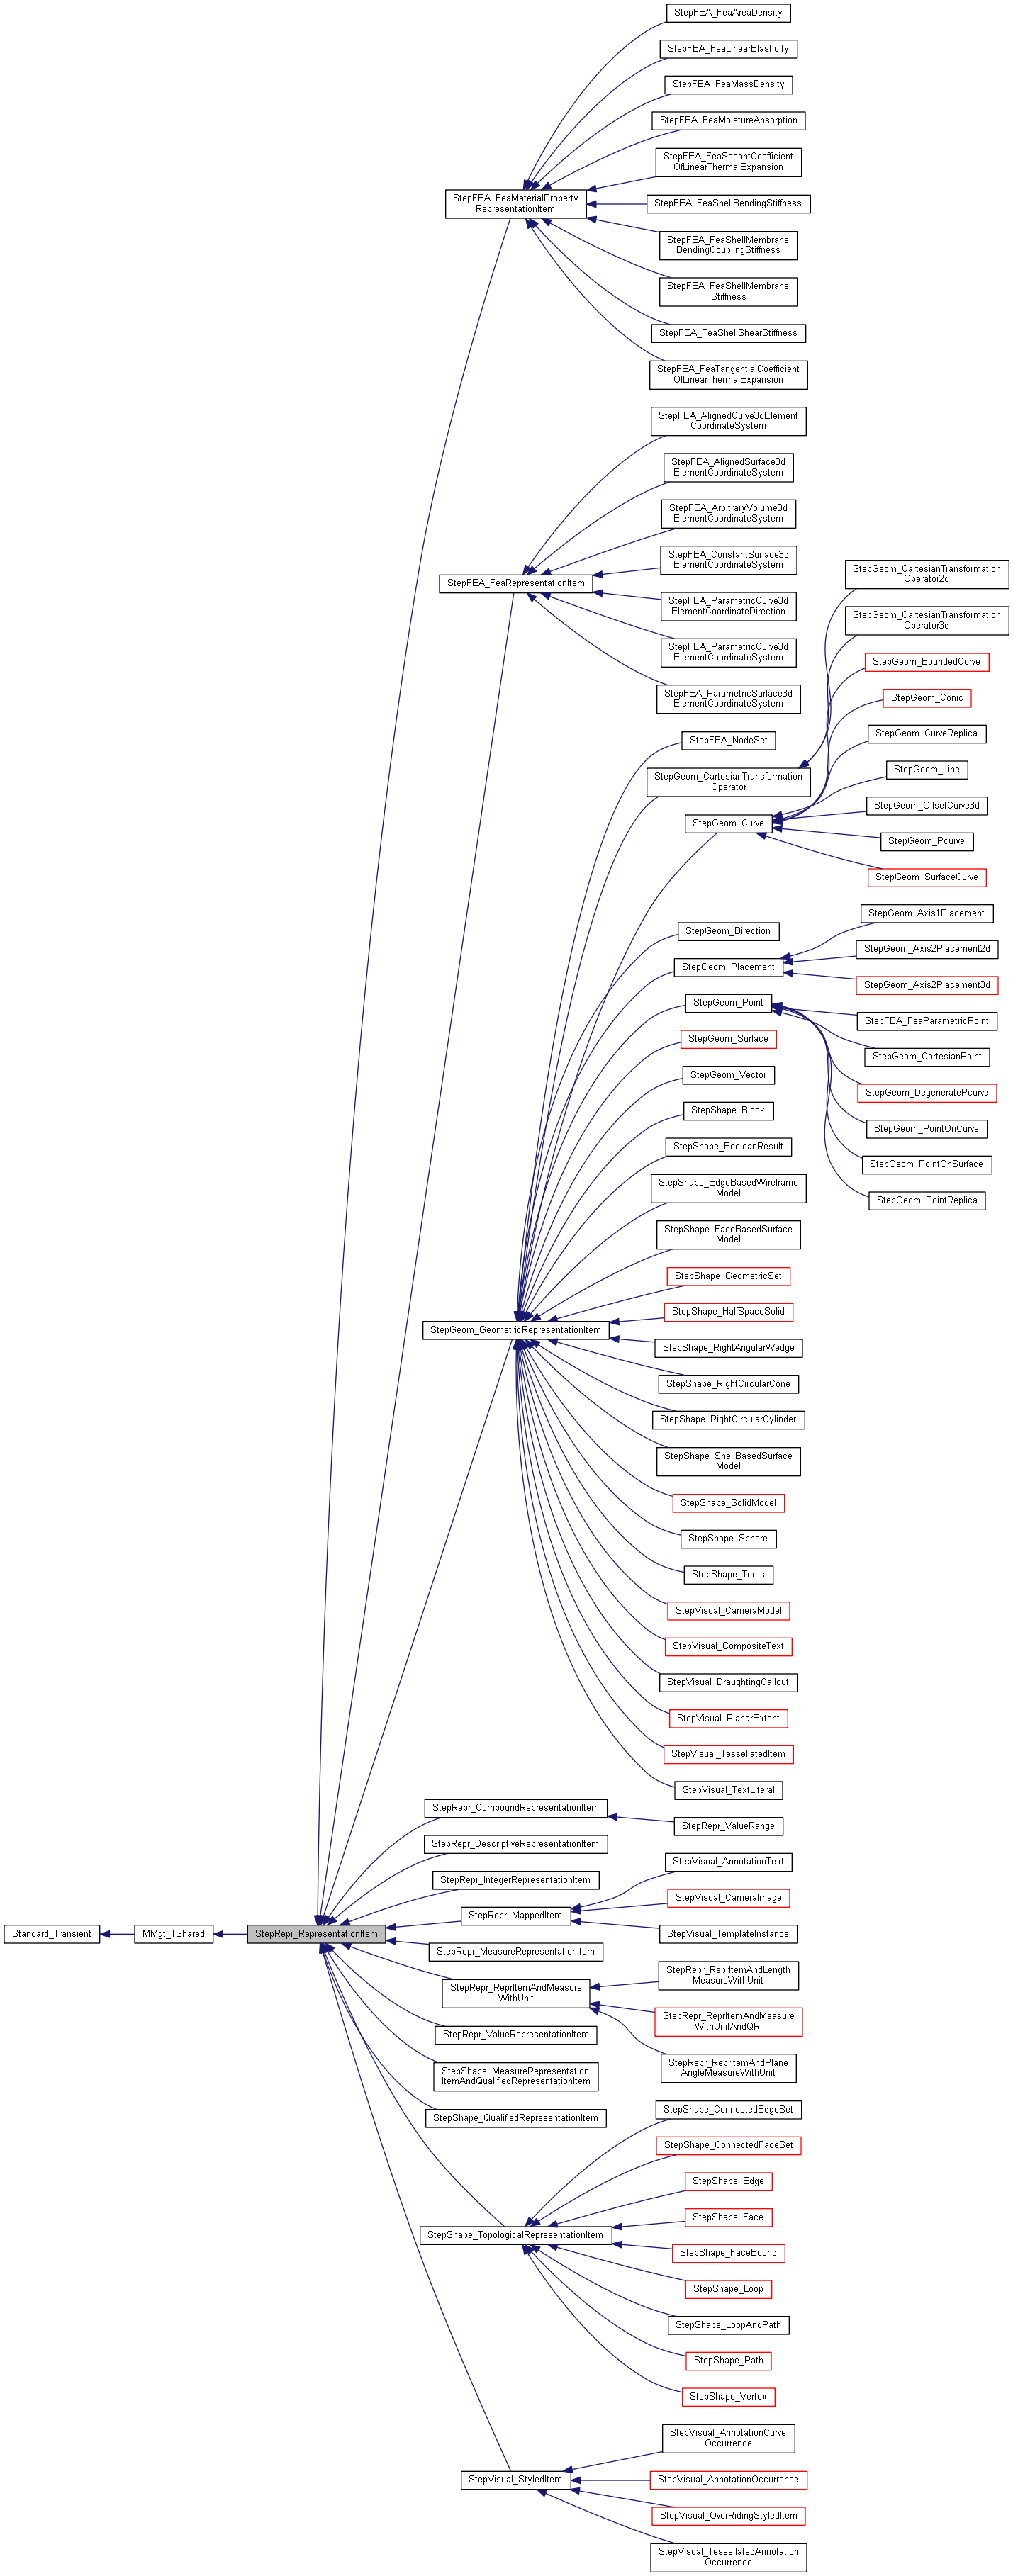 StepFEA_FeaAreaDensity
StepFEA_FeaLinearElasticity
StepFEA_FeaMassDensity
StepFEA_FeaMoistureAbsorption
StepFEA_FeaSecantCoefficient
OfLinearThermalExpansion
StepFEA_FeaMaterialProperty
RepresentationItem
StepFEA_FeaShellBendingStiffness
StepFEA_FeaShellMembrane
BendingCouplingStiffness
StepFEA_FeaShellMembrane
Stiffness
StepFEA_FeaShellShearStiffness
StepFEA_FeaTangentialCoefficient
OfLinearThermalExpansion
StepFEA_AlignedCurve3dElement
CoordinateSystem
StepFEA_AlignedSurface3d
ElementCoordinateSystem
StepFEA_ArbitraryVolume3d
ElementCoordinateSystem
StepFEA_ConstantSurface3d
ElementCoordinateSystem
StepFEA_FeaRepresentationItem
StepFEA_ParametricCurve3d
ElementCoordinateDirection
StepFEA_ParametricCurve3d
ElementCoordinateSystem
StepFEA_ParametricSurface3d
ElementCoordinateSystem
StepGeom_CartesianTransformation
Operator2d
StepGeom_CartesianTransformation
Operator3d
StepGeom_BoundedCurve
StepGeom_Conic
StepGeom_CurveReplica
StepFEA_NodeSet
StepGeom_Line
StepGeom_CartesianTransformation
Operator
StepGeom_OffsetCurve3d
StepGeom_Curve
StepGeom_Pcurve
StepGeom_SurfaceCurve
StepGeom_Axis1Placement
StepGeom_Direction
StepGeom_Axis2Placement2d
StepGeom_Placement
StepGeom_Axis2Placement3d
StepGeom_Point
StepFEA_FeaParametricPoint
StepGeom_Surface
StepGeom_CartesianPoint
StepGeom_Vector
StepGeom_DegeneratePcurve
StepShape_Block
StepGeom_PointOnCurve
StepShape_BooleanResult
StepGeom_PointOnSurface
StepShape_EdgeBasedWireframe
Model
StepGeom_PointReplica
StepShape_FaceBasedSurface
Model
StepShape_GeometricSet
StepShape_HalfSpaceSolid
StepGeom_GeometricRepresentationItem
StepShape_RightAngularWedge
StepShape_RightCircularCone
StepShape_RightCircularCylinder
StepShape_ShellBasedSurface
Model
StepShape_SolidModel
StepShape_Sphere
StepShape_Torus
StepVisual_CameraModel
StepVisual_CompositeText
StepVisual_DraughtingCallout
StepVisual_PlanarExtent
StepVisual_TessellatedItem
StepVisual_TextLiteral
StepRepr_CompoundRepresentationItem
StepRepr_ValueRange
StepRepr_DescriptiveRepresentationItem
StepVisual_AnnotationText
StepRepr_IntegerRepresentationItem
StepVisual_CameraImage
StepRepr_MappedItem
Standard_Transient
MMgt_TShared
StepRepr_RepresentationItem
StepVisual_TemplateInstance
StepRepr_MeasureRepresentationItem
StepRepr_ReprItemAndLength
MeasureWithUnit
StepRepr_ReprItemAndMeasure
WithUnit
StepRepr_ReprItemAndMeasure
WithUnitAndQRI
StepRepr_ValueRepresentationItem
StepRepr_ReprItemAndPlane
AngleMeasureWithUnit
StepShape_MeasureRepresentation
ItemAndQualifiedRepresentationItem
StepShape_QualifiedRepresentationItem
StepShape_ConnectedEdgeSet
StepShape_ConnectedFaceSet
StepShape_Edge
StepShape_Face
StepShape_TopologicalRepresentationItem
StepShape_FaceBound
StepShape_Loop
StepShape_LoopAndPath
StepShape_Path
StepShape_Vertex
StepVisual_AnnotationCurve
Occurrence
StepVisual_StyledItem
StepVisual_AnnotationOccurrence
StepVisual_OverRidingStyledItem
StepVisual_TessellatedAnnotation
Occurrence